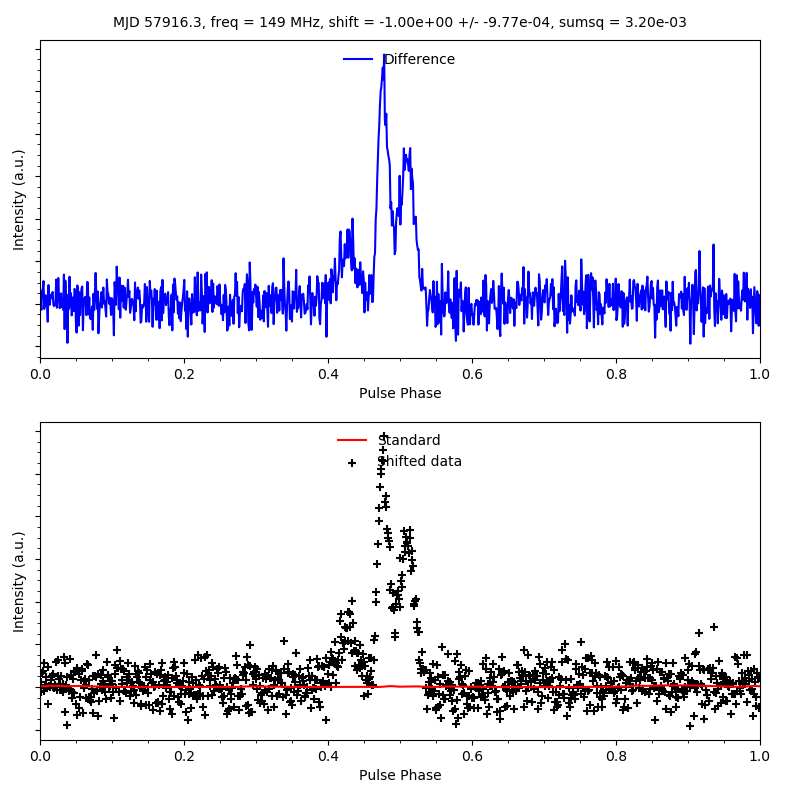 MJD 57916.3, freq = 149 MHz, shift = -1.00e+00 +/- -9.77e-04, sumsq = 3.20e-03
Difference
Intensity (a.u.)
0.0 0.2 0.4 0.6 0.8 1.0
Pulse Phase
Standard
Shifted data
Intensity (a.u.)
0.0 0.2 0.4 0.6 0.8 1.0
Pulse Phase